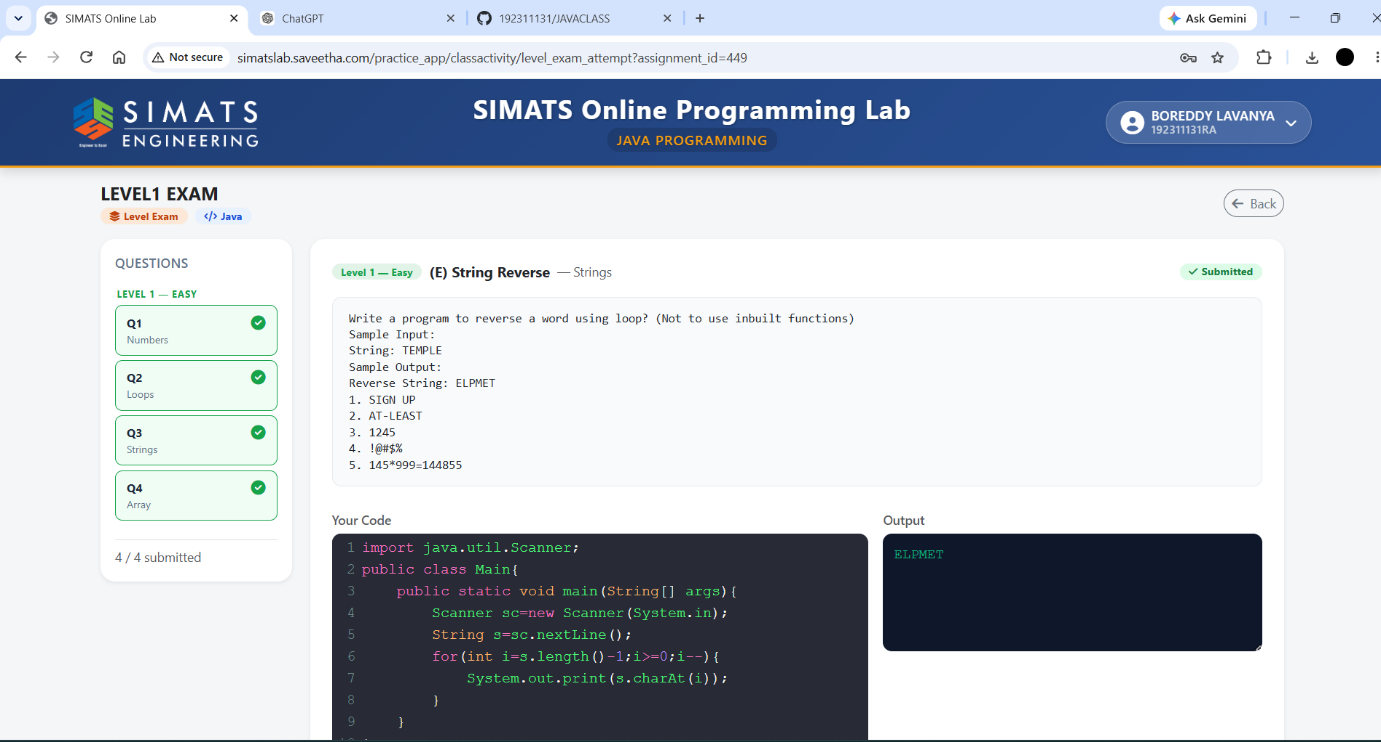 SIMATS Online Lab
ChatGPT
192311131/JAVACLASS
Ask Gemini
Not secure
simatslab.saveetha.com/practice_app/classactivity/level_exam_attempt?assignment_id=449
SIMATS
ENGINEERING
Engineer to Excel
SIMATS Online Programming Lab
JAVA PROGRAMMING
BOREDDY LAVANYA
192311131RA
LEVEL1 EXAM
Level Exam
</> Java
Back
QUESTIONS
LEVEL 1 — EASY
Q1
Numbers
Q2
Loops
Q3
Strings
Q4
Array
4 / 4 submitted
Level 1 — Easy (E) String Reverse — Strings
Submitted
Write a program to reverse a word using loop? (Not to use inbuilt functions)
Sample Input:
String: TEMPLE
Sample Output:
Reverse String: ELPMET
1. SIGN UP
2. AT-LEAST
3. 1245
4. !@#$%
5. 145*999=144855
Your Code
1 import java.util.Scanner;
2 public class Main{
3 public static void main(String[] args){
4 Scanner sc=new Scanner(System.in);
5 String s=sc.nextLine();
6 for(int i=s.length()-1;i>=0;i--){
7 System.out.print(s.charAt(i));
8 }
9 }
Output
ELPMET